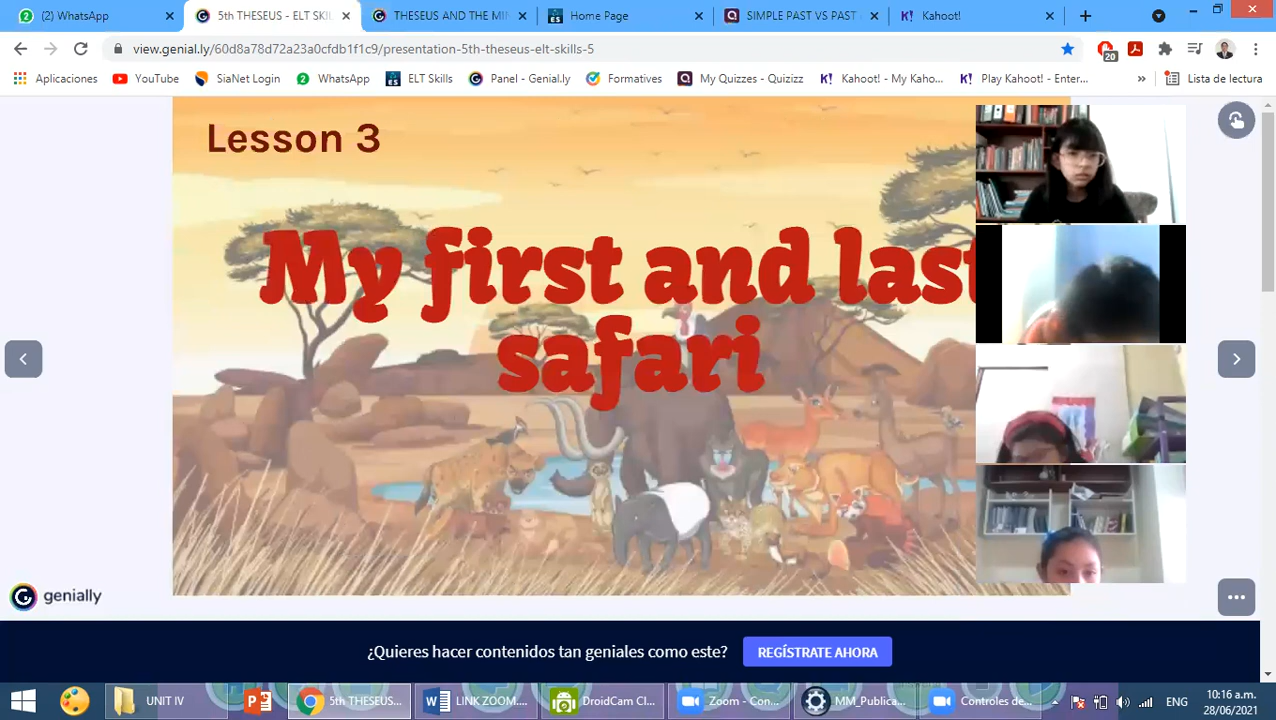 (2) WhatsApp
5th THESEUS - ELT SKIL
THESEUS AND THE MIN
Home Page
SIMPLE PAST VS PAST
Kahoot!
view.genial.ly/60d8a78d72a23a0cfdb1f1c9/presentation-5th-theseus-elt-skills-5
20
Aplicaciones
YouTube
SiaNet Login
WhatsApp
ELT Skills
Panel - Genial.ly
Formatives
My Quizzes - Quizizz
Kahoot! - My Kaho...
Play Kahoot! - Enter...
»
Lista de lectura
Lesson 3
My first and last
safari
genially
¿Quieres hacer contenidos tan geniales como este?
REGÍSTRATE AHORA
UNIT IV
5th THESEUS...
LINK ZOOM....
DroidCam Cl...
Zoom - Con...
MM_Publica...
Controles de...
ENG
10:16 a.m.
28/06/2021